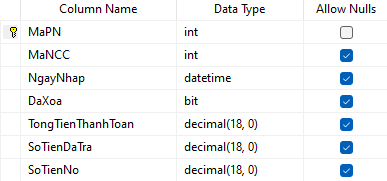 Column Name Data Type Allow Nulls
MaPN int
MaNCC int
NgayNhap datetime
DaXoa bit
TongTienThanhToan decimal(18, 0)
SoTienDaTra decimal(18, 0)
SoTienNo decimal(18, 0)